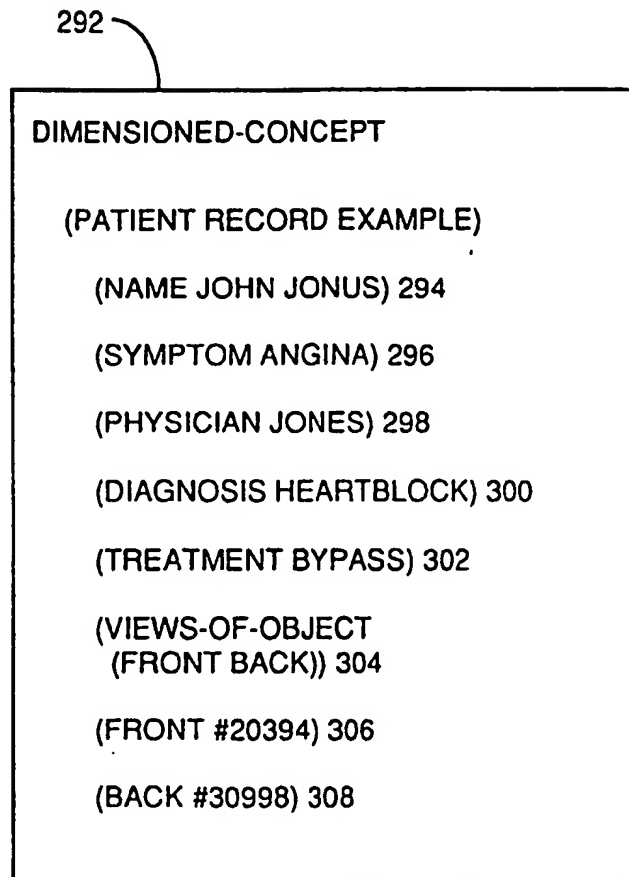 292
DIMENSIONED-CONCEPT
(PATIENT RECORD EXAMPLE)
(NAME JOHN JONUS) 294
(SYMPTOM ANGINA) 296
(PHYSICIAN JONES) 298
(DIAGNOSIS HEARTBLOCK) 300
(TREATMENT BYPASS) 302
(VIEWS-OF-OBJECT
(FRONT BACK)) 304
(FRONT #20394) 306
(BACK #30998) 308